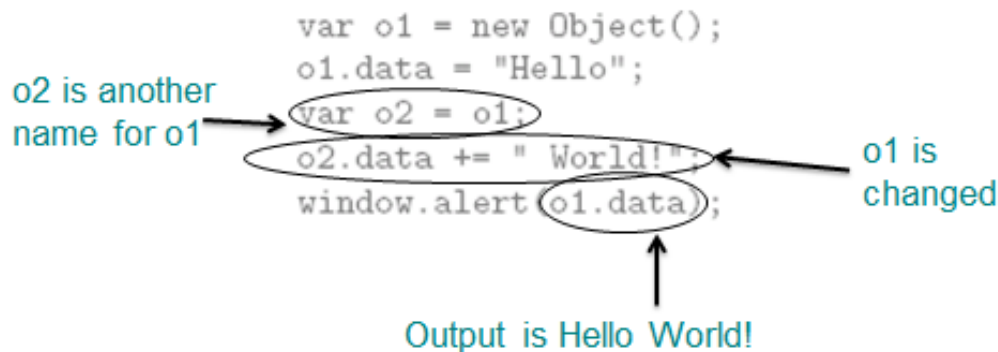 var o1 = new Object();
o1.data = "Hello";
o2 is another
name for o1
var o2 = o1;
o2.data += " World!";
o1 is
changed
window.alert(o1.data);
Output is Hello World!